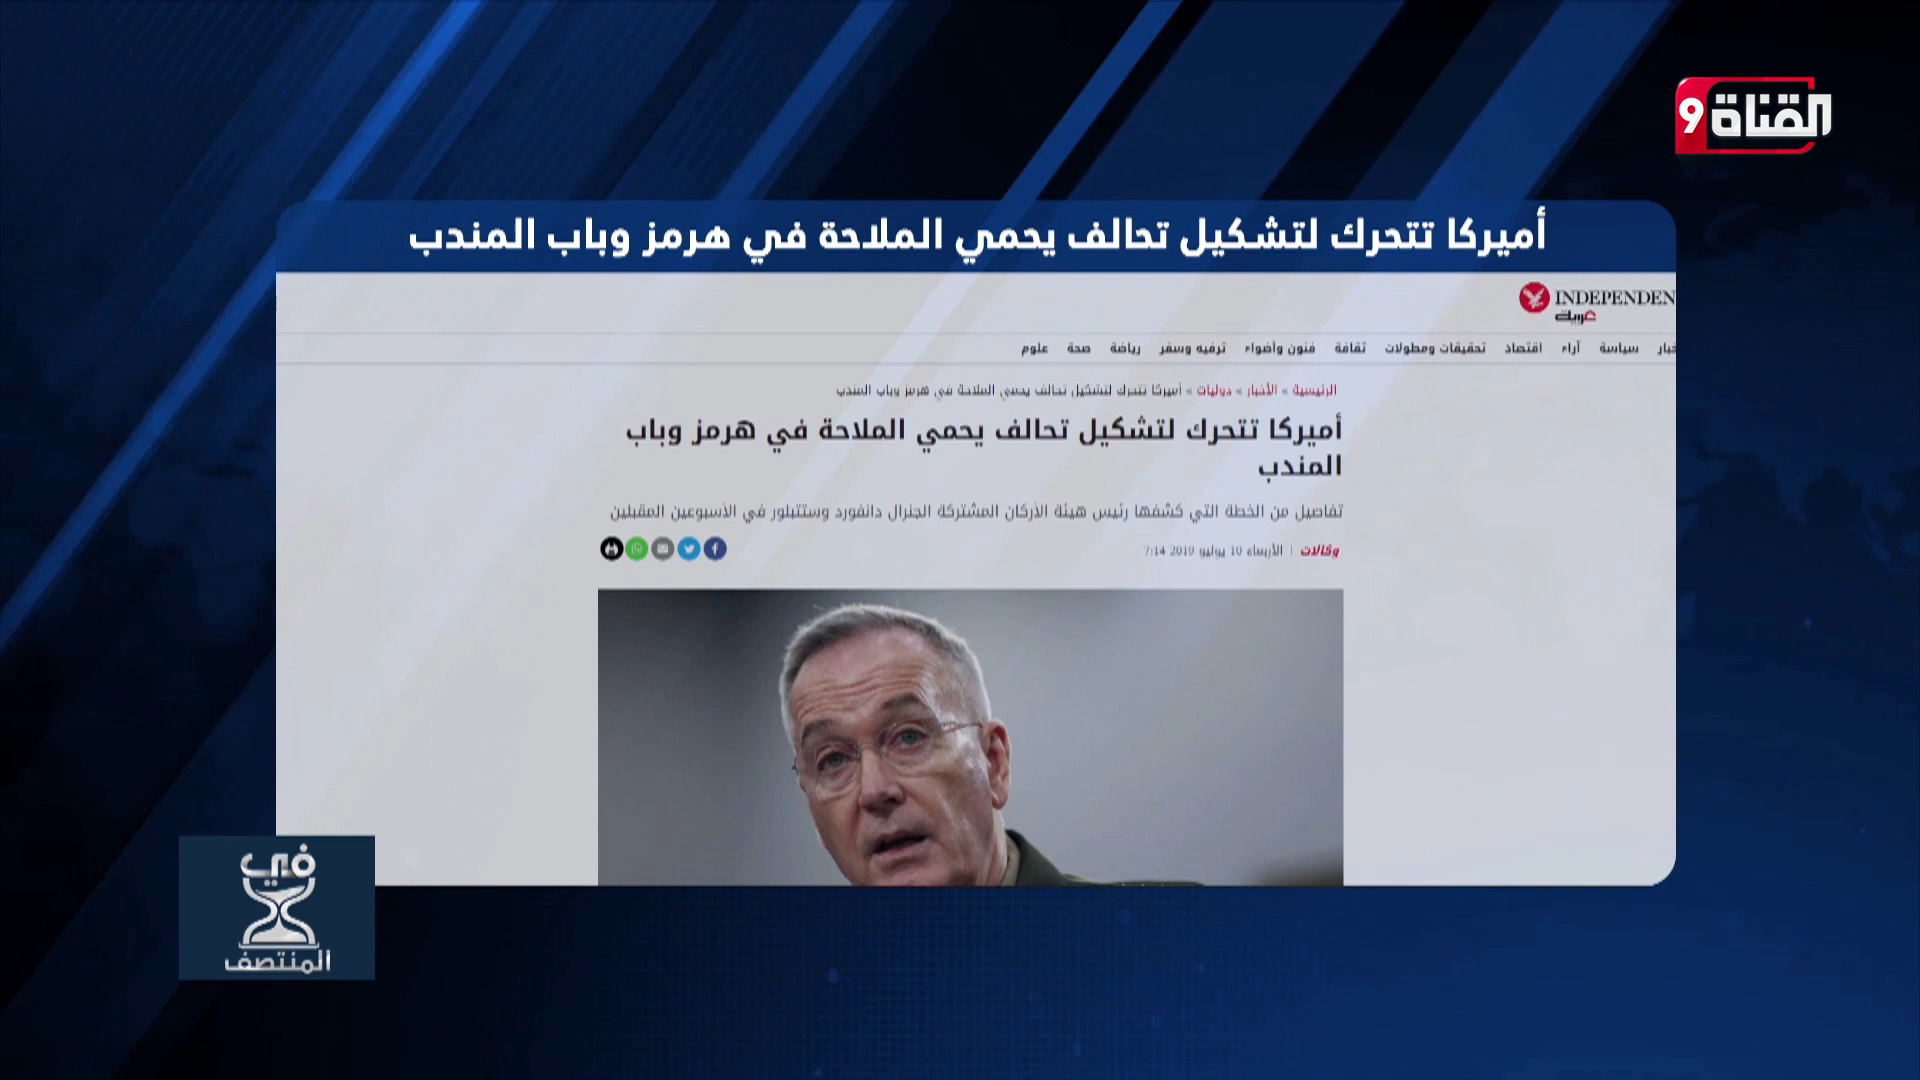 القناة 9
أميركا تتحرك لتشكيل تحالف يحمي الملاحة في هرمز وباب المندب
INDEPENDEN
عربية
خبار سياسة آراء اقتصاد تحقيقات ومطولات ثقافة فنون وأضواء ترفيه وسفر رياضة صحة علوم
الرئيسية » الأخبار » دوليات » أميركا تتحرك لتشكيل تحالف يحمي الملاحة في هرمز وباب المندب
أميركا تتحرك لتشكيل تحالف يحمي الملاحة في هرمز وباب
المندب
تفاصيل من الخطة التي كشفها رئيس هيئة الأركان المشتركة الجنرال دانفورد وستتبلور في الأسبوعين المقبلين
وكالات | الأربعاء 10 يوليو 2019 7:14
في
المنتصف